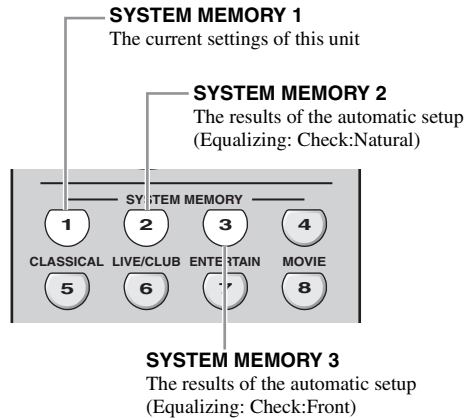 SYSTEM MEMORY 1
The current settings of this unit
SYSTEM MEMORY 2
The results of the automatic setup
(Equalizing: Check:Natural)
SYSTEM MEMORY
1 2 3 4
CLASSICAL LIVE/CLUB ENTERTAIN MOVIE
5 6 7 8
SYSTEM MEMORY 3
The results of the automatic setup
(Equalizing: Check:Front)